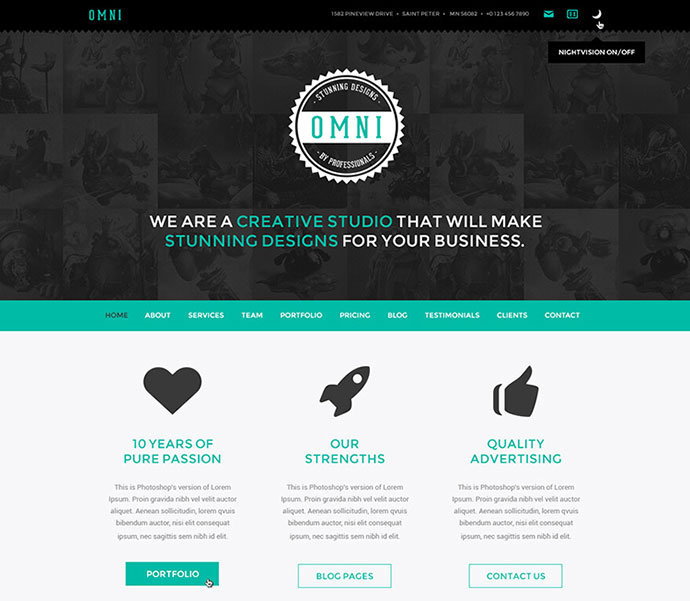 OMNI
1582 PINEVIEW DRIVE • SAINT PETER • MN 56082 • +0 123 456 7890
NIGHTVISION ON/OFF
- STUNNING DESIGNS -
OMNI
- BY PROFESSIONALS -
WE ARE A CREATIVE STUDIO THAT WILL MAKE
STUNNING DESIGNS FOR YOUR BUSINESS.
HOME ABOUT SERVICES TEAM PORTFOLIO PRICING BLOG TESTIMONIALS CLIENTS CONTACT
10 YEARS OF
PURE PASSION
This is Photoshop's version of Lorem
Ipsum. Proin gravida nibh vel velit auctor
aliquet. Aenean sollicitudin, lorem qvuis
bibendum auctor, nisi elit consequat
ipsum, nec sagittis sem nibh id elit.
PORTFOLIO
OUR
STRENGTHS
This is Photoshop's version of Lorem
Ipsum. Proin gravida nibh vel velit auctor
aliquet. Aenean sollicitudin, lorem qvuis
bibendum auctor, nisi elit consequat
ipsum, nec sagittis sem nibh id elit.
BLOG PAGES
QUALITY
ADVERTISING
This is Photoshop's version of Lorem
Ipsum. Proin gravida nibh vel velit auctor
aliquet. Aenean sollicitudin, lorem qvuis
bibendum auctor, nisi elit consequat
ipsum, nec sagittis sem nibh id elit.
CONTACT US